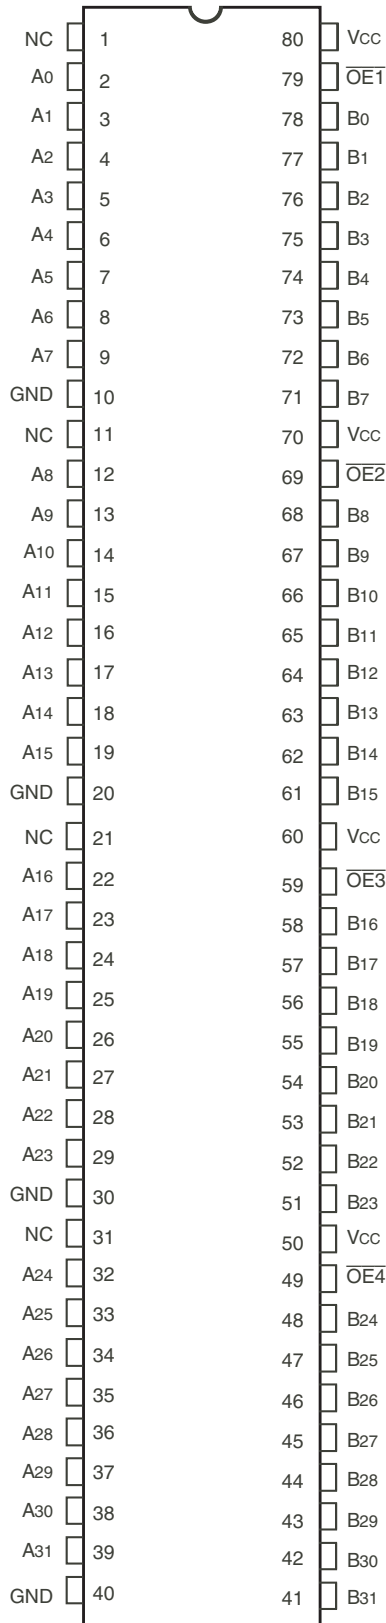 NC 1 80 VCC
A0 2 79 OE1
A1 3 78 B0
A2 4 77 B1
A3 5 76 B2
A4 6 75 B3
A5 7 74 B4
A6 8 73 B5
A7 9 72 B6
GND 10 71 B7
NC 11 70 VCC
A8 12 69 OE2
A9 13 68 B8
A10 14 67 B9
A11 15 66 B10
A12 16 65 B11
A13 17 64 B12
A14 18 63 B13
A15 19 62 B14
GND 20 61 B15
NC 21 60 VCC
A16 22 59 OE3
A17 23 58 B16
A18 24 57 B17
A19 25 56 B18
A20 26 55 B19
A21 27 54 B20
A22 28 53 B21
A23 29 52 B22
GND 30 51 B23
NC 31 50 VCC
A24 32 49 OE4
A25 33 48 B24
A26 34 47 B25
A27 35 46 B26
A28 36 45 B27
A29 37 44 B28
A30 38 43 B29
A31 39 42 B30
GND 40 41 B31